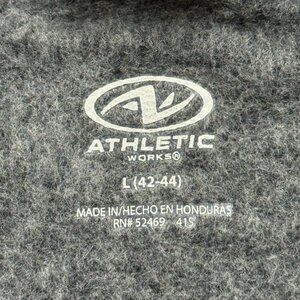 ATHLETIC
WORKS®
L (42-44)
MADE IN/HECHO EN HONDURAS
RN# 52469 41S